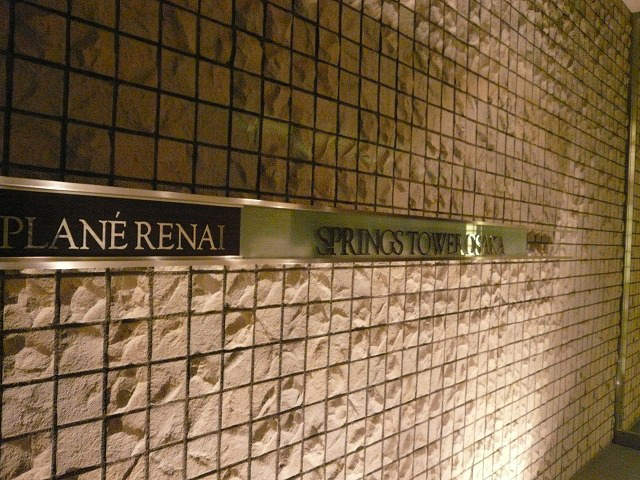 PLANÉ RENAI SPRINGS TOWER OSAKA